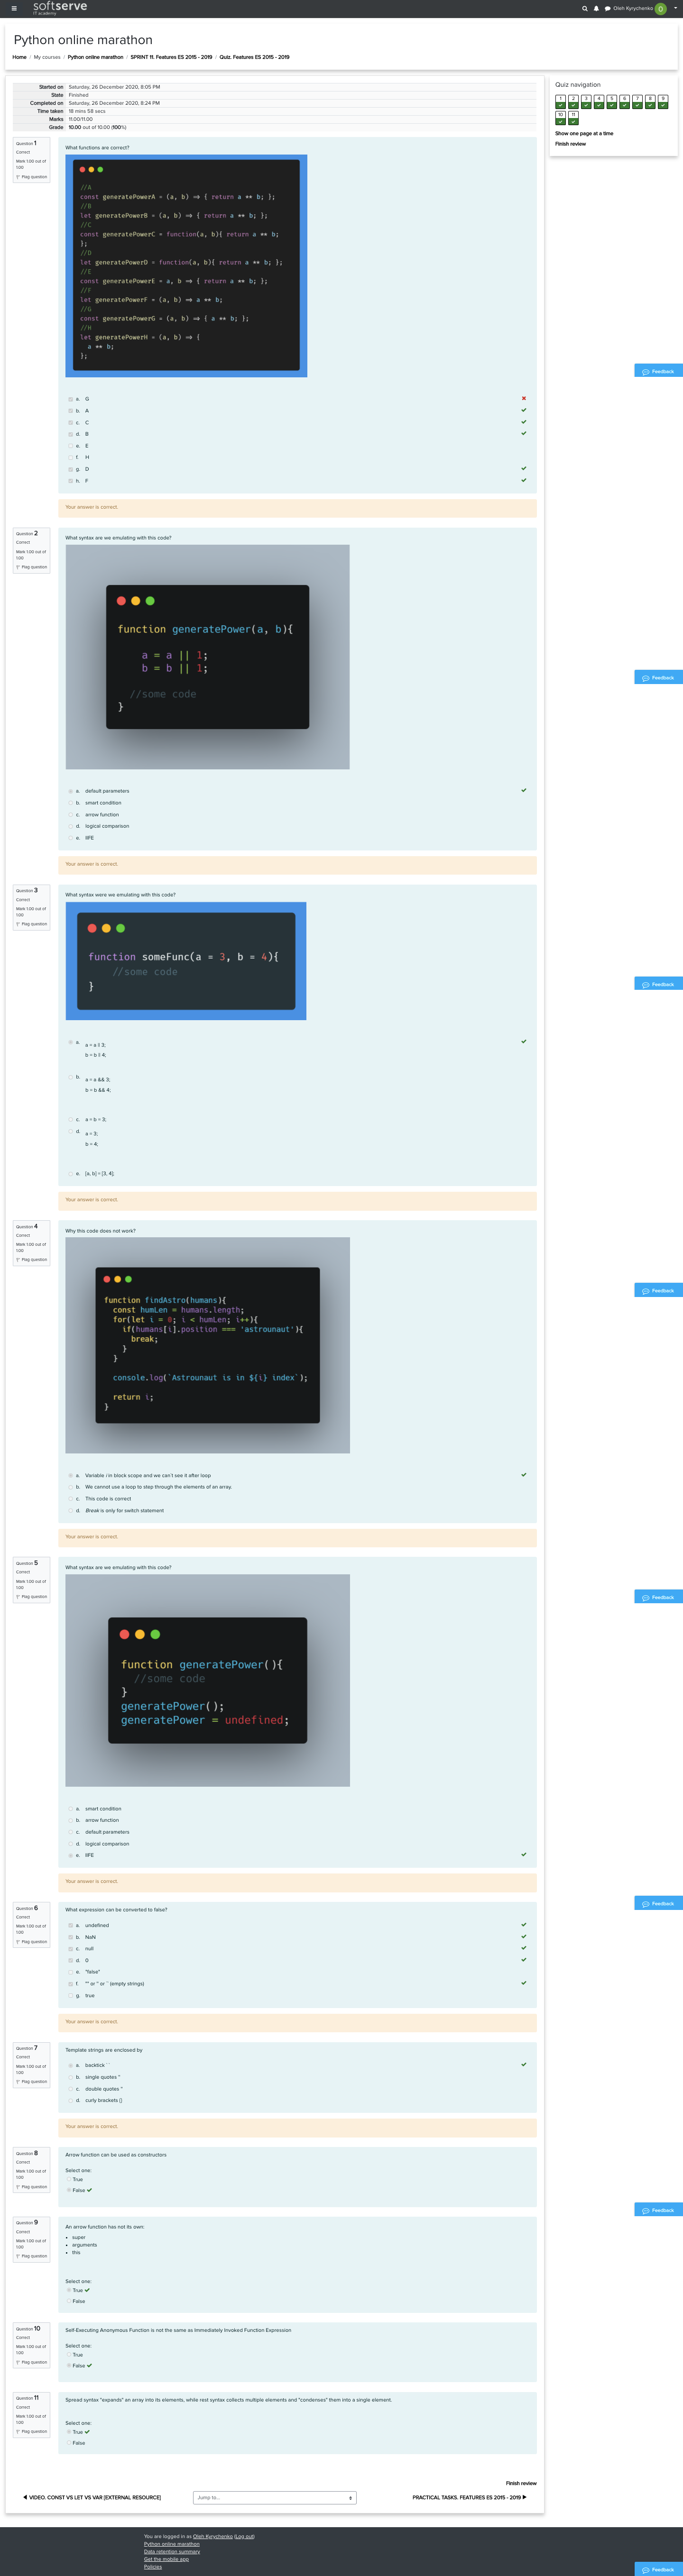 softserve
IT academy
Oleh Kyrychenko
O
Python online marathon
Home / My courses / Python online marathon / SPRINT 11. Features ES 2015 - 2019 / Quiz. Features ES 2015 - 2019
Started on Saturday, 26 December 2020, 8:05 PM
State Finished
Completed on Saturday, 26 December 2020, 8:24 PM
Time taken 18 mins 58 secs
Marks 11.00/11.00
Grade 10.00 out of 10.00 (100%)
Quiz navigation
1 2 3 4 5 6 7 8 9
10 11
Show one page at a time
Finish review
Question 1
Correct
Mark 1.00 out of
1.00
Flag question
What functions are correct?
//A
const generatePowerA = (a, b) => { return a ** b; };
//B
let generatePowerB = (a, b) => { return a ** b; };
//C
const generatePowerC = function(a, b){ return a ** b;
};
//D
let generatePowerD = function(a, b){ return a ** b; };
//E
const generatePowerE = a, b => { return a ** b; };
//F
let generatePowerF = (a, b) => a ** b;
//G
const generatePowerG = (a, b) => { a ** b; };
//H
let generatePowerH = (a, b) => {
a ** b;
};
a. G
b. A
c. C
d. B
e. E
f. H
g. D
h. F
Your answer is correct.
Feedback
Question 2
Correct
Mark 1.00 out of
1.00
Flag question
What syntax are we emulating with this code?
function generatePower(a, b){
a = a || 1;
b = b || 1;
//some code
}
a. default parameters
b. smart condition
c. arrow function
d. logical comparison
e. IIFE
Your answer is correct.
Feedback
Question 3
Correct
Mark 1.00 out of
1.00
Flag question
What syntax were we emulating with this code?
function someFunc(a = 3, b = 4){
//some code
}
a. a = a || 3;
b = b || 4;
b. a = a && 3;
b = b && 4;
c. a = b = 3;
d. a = 3;
b = 4;
e. [a, b] = [3, 4];
Your answer is correct.
Feedback
Question 4
Correct
Mark 1.00 out of
1.00
Flag question
Why this code does not work?
function findAstro(humans){
const humLen = humans.length;
for(let i = 0; i < humLen; i++){
if(humans[i].position === 'astrounaut'){
break;
}
}
console.log(`Astrounaut is in ${i} index`);
return i;
}
a. Variable i in block scope and we can't see it after loop
b. We cannot use a loop to step through the elements of an array.
c. This code is correct
d. Break is only for switch statement
Your answer is correct.
Feedback
Question 5
Correct
Mark 1.00 out of
1.00
Flag question
What syntax are we emulating with this code?
function generatePower(){
//some code
}
generatePower();
generatePower = undefined;
a. smart condition
b. arrow function
c. default parameters
d. logical comparison
e. IIFE
Your answer is correct.
Feedback
Question 6
Correct
Mark 1.00 out of
1.00
Flag question
What expression can be converted to false?
a. undefined
b. NaN
c. null
d. 0
e. "false"
f. "" or '' or `` (empty strings)
g. true
Your answer is correct.
Feedback
Question 7
Correct
Mark 1.00 out of
1.00
Flag question
Template strings are enclosed by
a. backtick ``
b. single quotes ''
c. double quotes "
d. curly brackets {}
Your answer is correct.
Question 8
Correct
Mark 1.00 out of
1.00
Flag question
Arrow function can be used as constructors
Select one:
True
False
Feedback
Question 9
Correct
Mark 1.00 out of
1.00
Flag question
An arrow function has not its own:
• super
• arguments
• this
Select one:
True
False
Question 10
Correct
Mark 1.00 out of
1.00
Flag question
Self-Executing Anonymous Function is not the same as Immediately Invoked Function Expression
Select one:
True
False
Question 11
Correct
Mark 1.00 out of
1.00
Flag question
Spread syntax "expands" an array into its elements, while rest syntax collects multiple elements and "condenses" them into a single element.
Select one:
True
False
Finish review
VIDEO. CONST VS LET VS VAR [EXTERNAL RESOURCE]
Jump to...
PRACTICAL TASKS. FEATURES ES 2015 - 2019
You are logged in as Oleh Kyrychenko (Log out)
Python online marathon
Data retention summary
Get the mobile app
Policies
Feedback